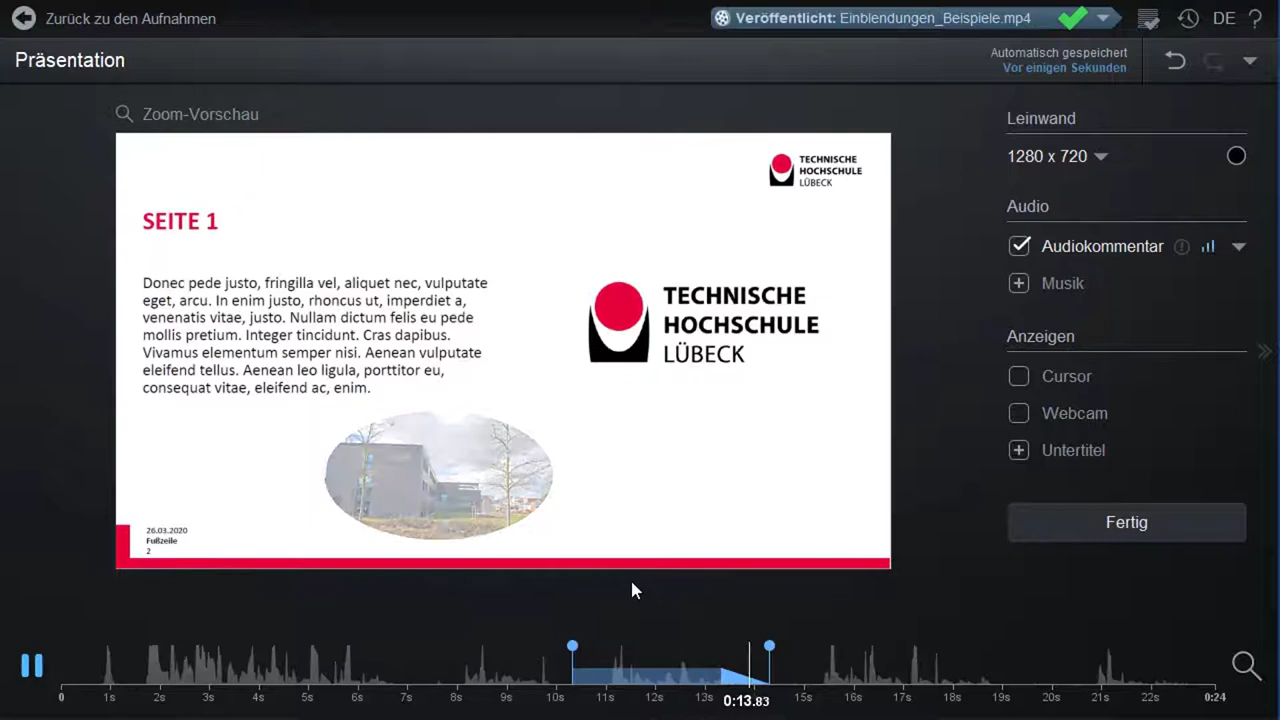 Zurück zu den Aufnahmen
Veröffentlicht: Einblendungen_Beispiele.mp4
DE ?
Präsentation
Automatisch gespeichert
Vor einigen Sekunden
Zoom-Vorschau
TECHNISCHE
HOCHSCHULE
LÜBECK
SEITE 1
Donec pede justo, fringilla vel, aliquet nec, vulputate
eget, arcu. In enim justo, rhoncus ut, imperdiet a,
venenatis vitae, justo. Nullam dictum felis eu pede
mollis pretium. Integer tincidunt. Cras dapibus.
Vivamus elementum semper nisi. Aenean vulputate
eleifend tellus. Aenean leo ligula, porttitor eu,
consequat vitae, eleifend ac, enim.
TECHNISCHE
HOCHSCHULE
LÜBECK
26.03.2020
Fußzeile
2
Leinwand
1280 x 720
Audio
Audiokommentar
Musik
Anzeigen
Cursor
Webcam
Untertitel
Fertig
0 1s 2s 3s 4s 5s 6s 7s 8s 9s 10s 11s 12s 13s 15s 16s 17s 18s 19s 20s 21s 22s 0:24
0:13.83